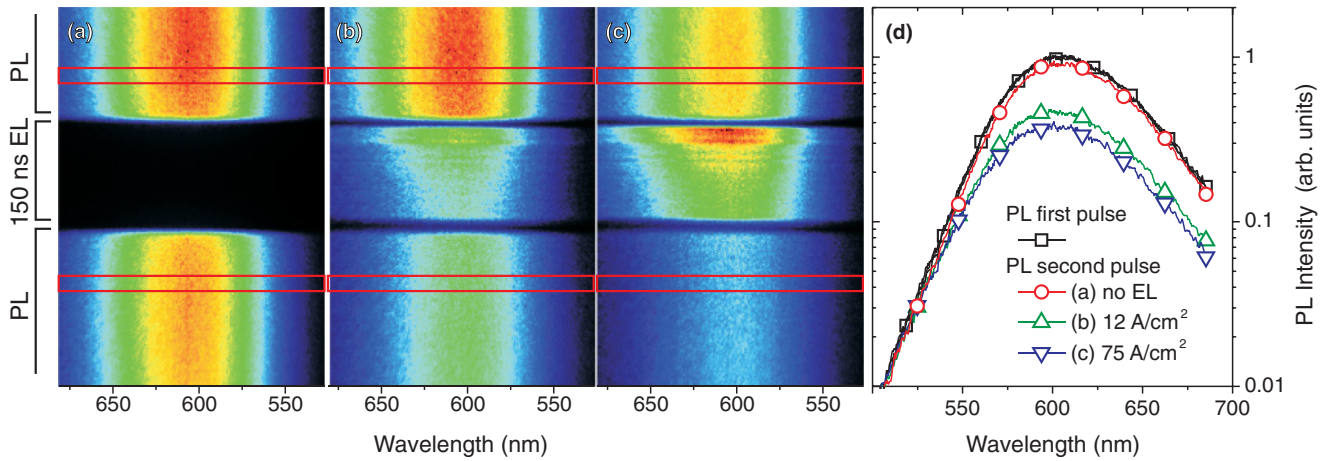 (a)
(b)
(c)
(d)
PL
150 ns EL
PL
650 600 550
650 600 550
650 600 550
Wavelength (nm)
1
0.1
0.01
PL Intensity (arb. units)
PL first pulse
PL second pulse
(a) no EL
(b) 12 A/cm²
(c) 75 A/cm²
550 600 650 700
Wavelength (nm)